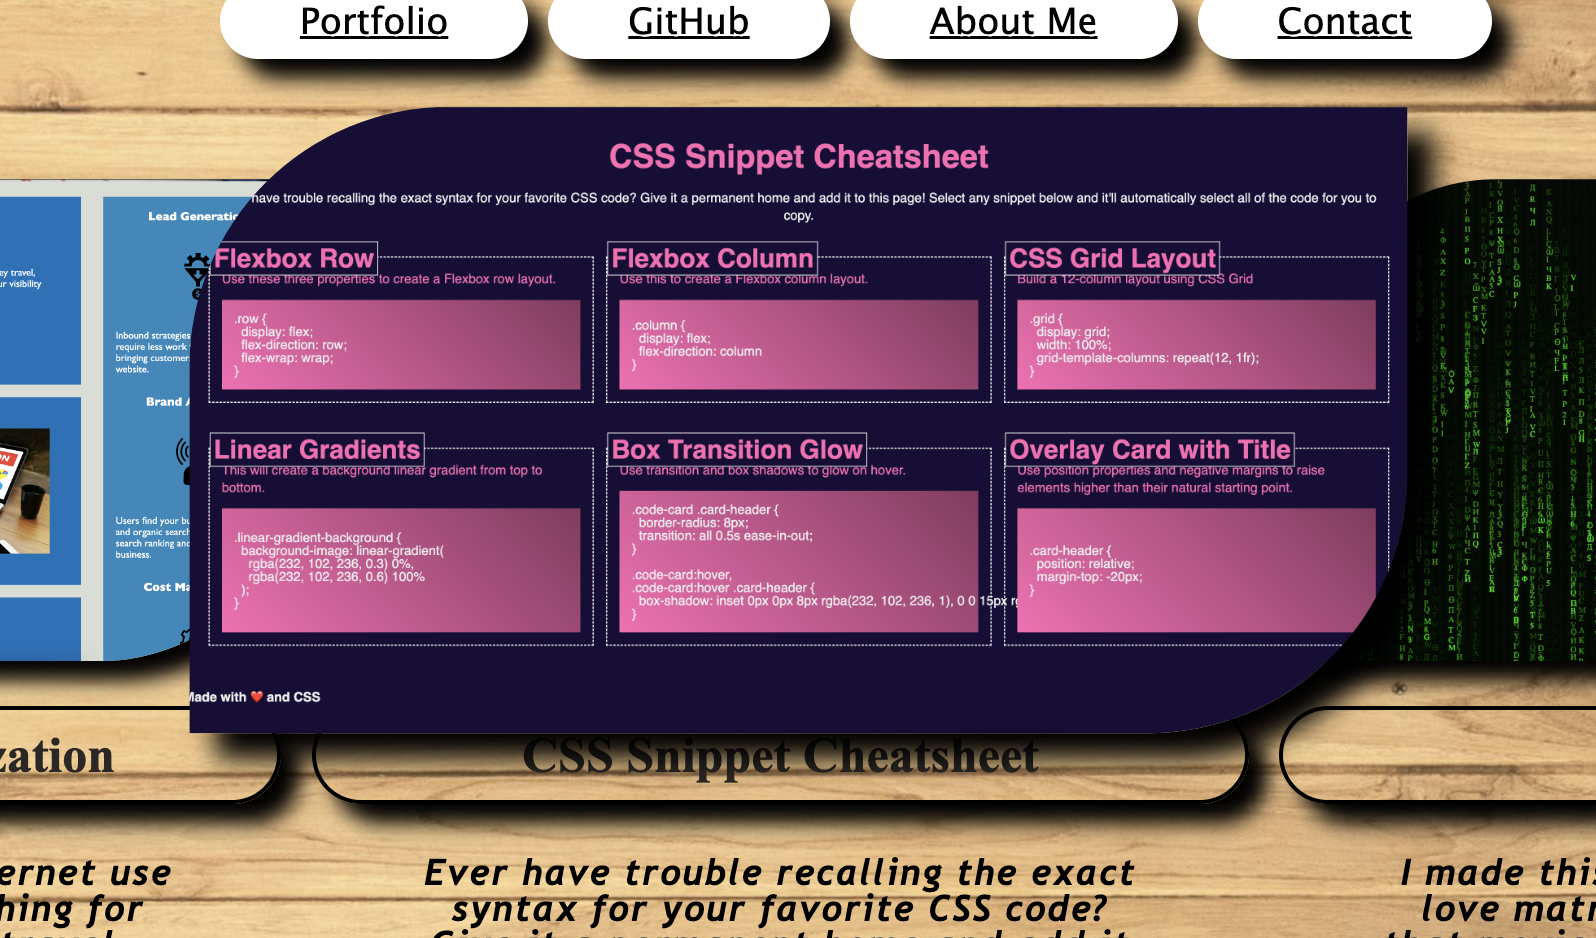 Portfolio
GitHub
About Me
Contact
CSS Snippet Cheatsheet
have trouble recalling the exact syntax for your favorite CSS code? Give it a permanent home and add it to this page! Select any snippet below and it'll automatically select all of the code for you to
copy.
Flexbox Row
Use these three properties to create a Flexbox row layout.
.row {
display: flex;
flex-direction: row;
flex-wrap: wrap;
}
Flexbox Column
Use this to create a Flexbox column layout.
.column {
display: flex;
flex-direction: column
}
CSS Grid Layout
Build a 12-column layout using CSS Grid
.grid {
display: grid;
width: 100%;
grid-template-columns: repeat(12, 1fr);
}
Linear Gradients
This will create a background linear gradient from top to
bottom.
.linear-gradient-background {
background-image: linear-gradient(
rgba(232, 102, 236, 0.3) 0%,
rgba(232, 102, 236, 0.6) 100%
);
}
Box Transition Glow
Use transition and box shadows to glow on hover.
.code-card .card-header {
border-radius: 8px;
transition: all 0.5s ease-in-out;
}
.code-card:hover,
.code-card:hover .card-header {
box-shadow: inset 0px 0px 8px rgba(232, 102, 236, 1), 0 0 15px rg
}
Overlay Card with Title
Use position properties and negative margins to raise
elements higher than their natural starting point.
.card-header {
position: relative;
margin-top: -20px;
}
Made with ❤️ and CSS
ey travel,
ur visibility
Lead Generatio
Inbound strategies
require less work
bringing customer
website.
Brand A
Users find your bu
and organic search
search ranking and
business.
Cost Ma
zation
CSS Snippet Cheatsheet
ernet use
hing for
travel
Ever have trouble recalling the exact
syntax for your favorite CSS code?
Give it a permanent home and add it
I made this
love matr
that movie